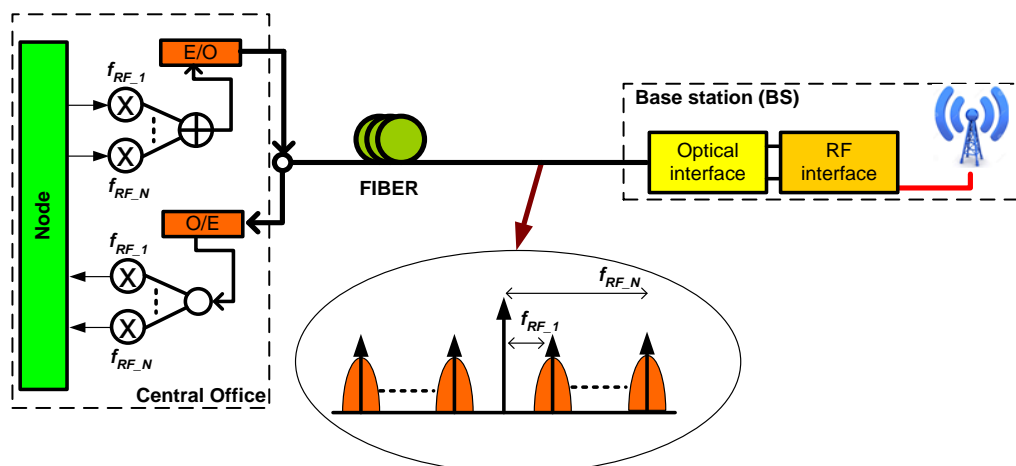 E/O
f_RF_1
X
X
f_RF_N
Node
FIBER
Base station (BS)
Optical
interface
RF
interface
O/E
f_RF_1
X
X
f_RF_N
Central Office
f_RF_N
f_RF_1